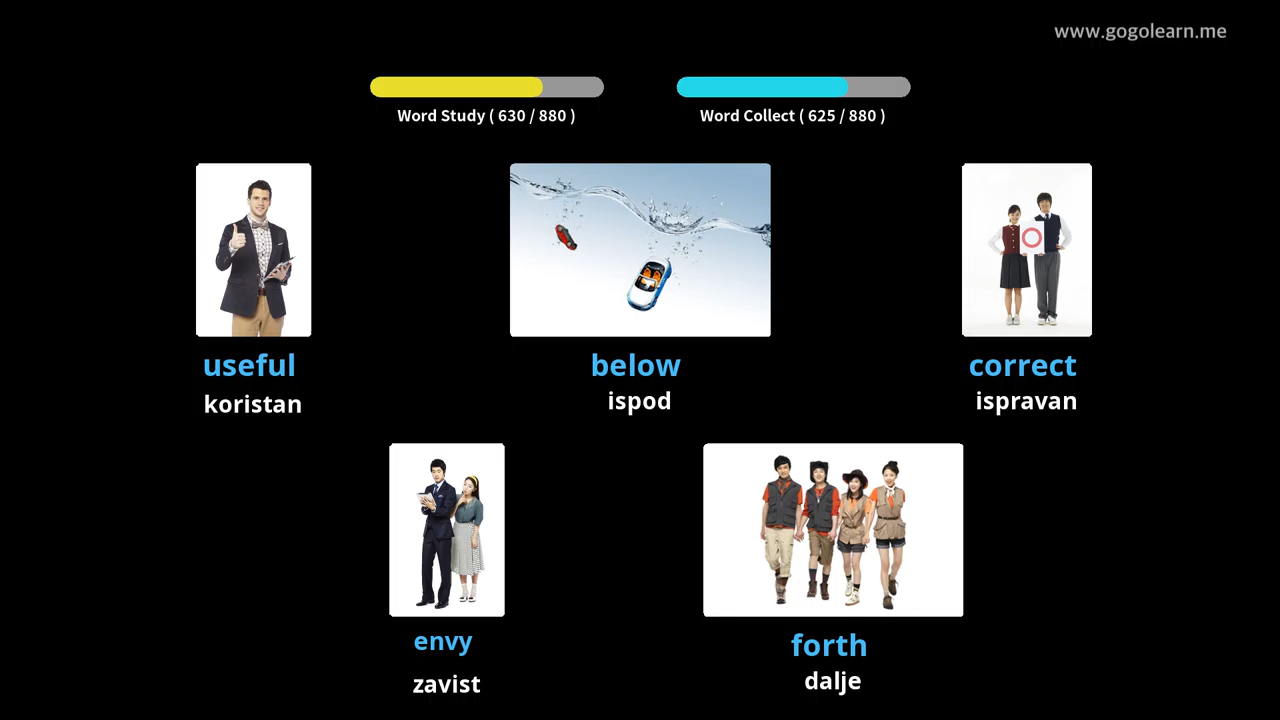 www.gogolearn.me
Word Study ( 630 / 880 )
Word Collect ( 625 / 880 )
useful
koristan
below
ispod
correct
ispravan
envy
zavist
forth
dalje